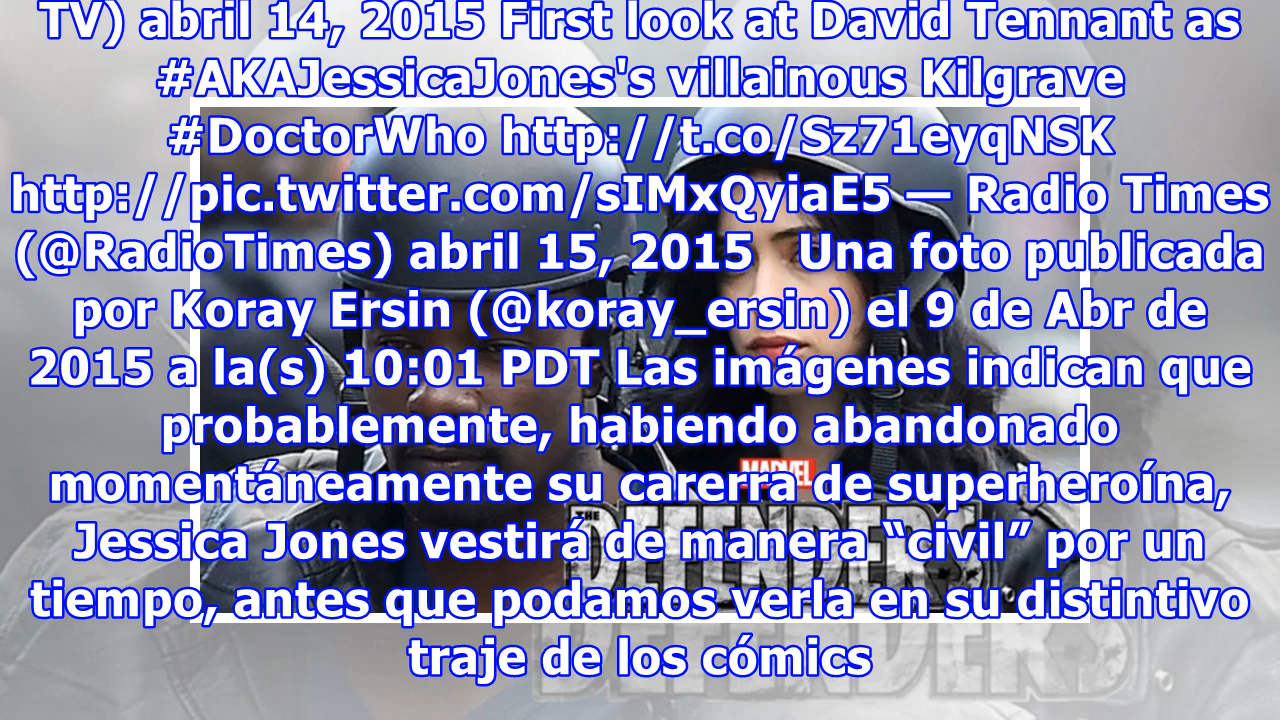 TV) abril 14, 2015 First look at David Tennant as
#AKAJessicaJones's villainous Kilgrave
#DoctorWho http://t.co/Sz71eyqNSK
http://pic.twitter.com/sIMxQyiaE5 — Radio Times
(@RadioTimes) abril 15, 2015   Una foto publicada
por Koray Ersin (@koray_ersin) el 9 de Abr de
2015 a la(s) 10:01 PDT Las imágenes indican que
probablemente, habiendo abandonado
momentáneamente su carerra de superheroína,
Jessica Jones vestirá de manera “civil” por un
tiempo, antes que podamos verla en su distintivo
traje de los cómics
MARVEL
THE
DEFENDERS
DEFENDERS